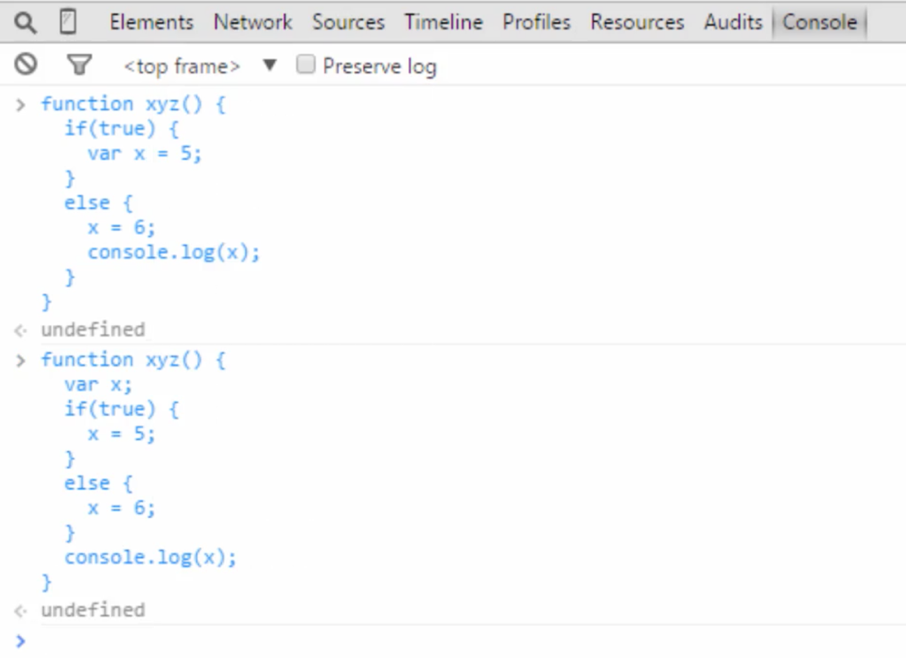 Elements Network Sources Timeline Profiles Resources Audits Console
<top frame> ▼ Preserve log
> function xyz() {
if(true) {
var x = 5;
}
else {
x = 6;
console.log(x);
}
}
undefined
> function xyz() {
var x;
if(true) {
x = 5;
}
else {
x = 6;
}
console.log(x);
}
undefined
>